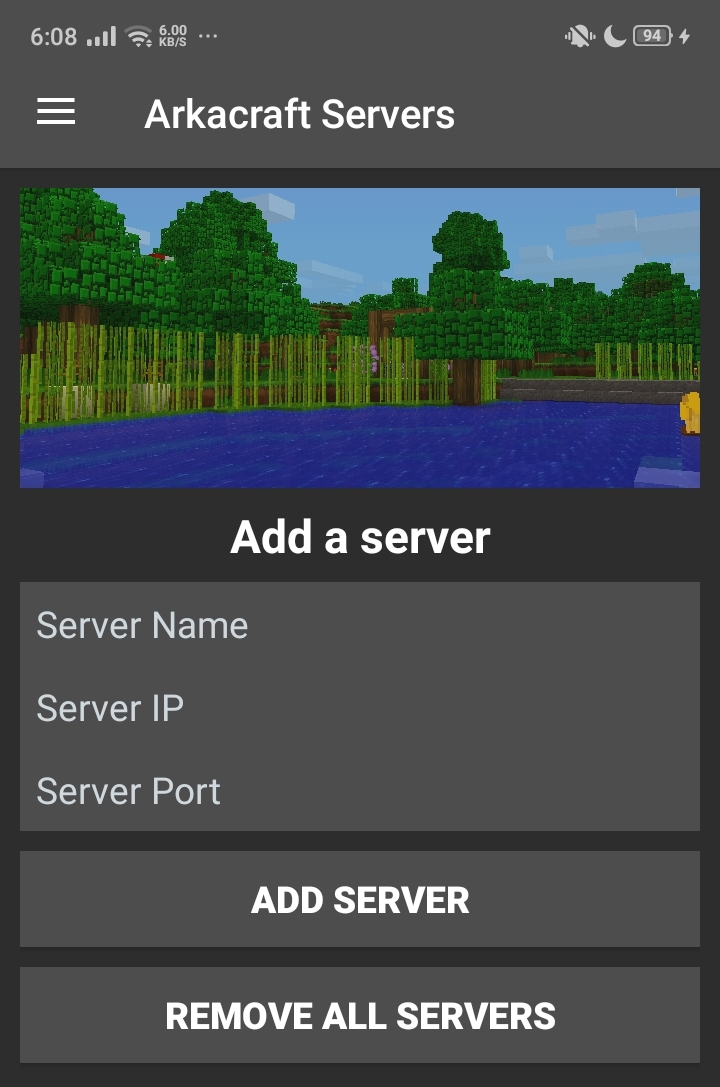 6:08 6.00 KB/S ... 94
Arkacraft Servers
Add a server
Server Name
Server IP
Server Port
ADD SERVER
REMOVE ALL SERVERS